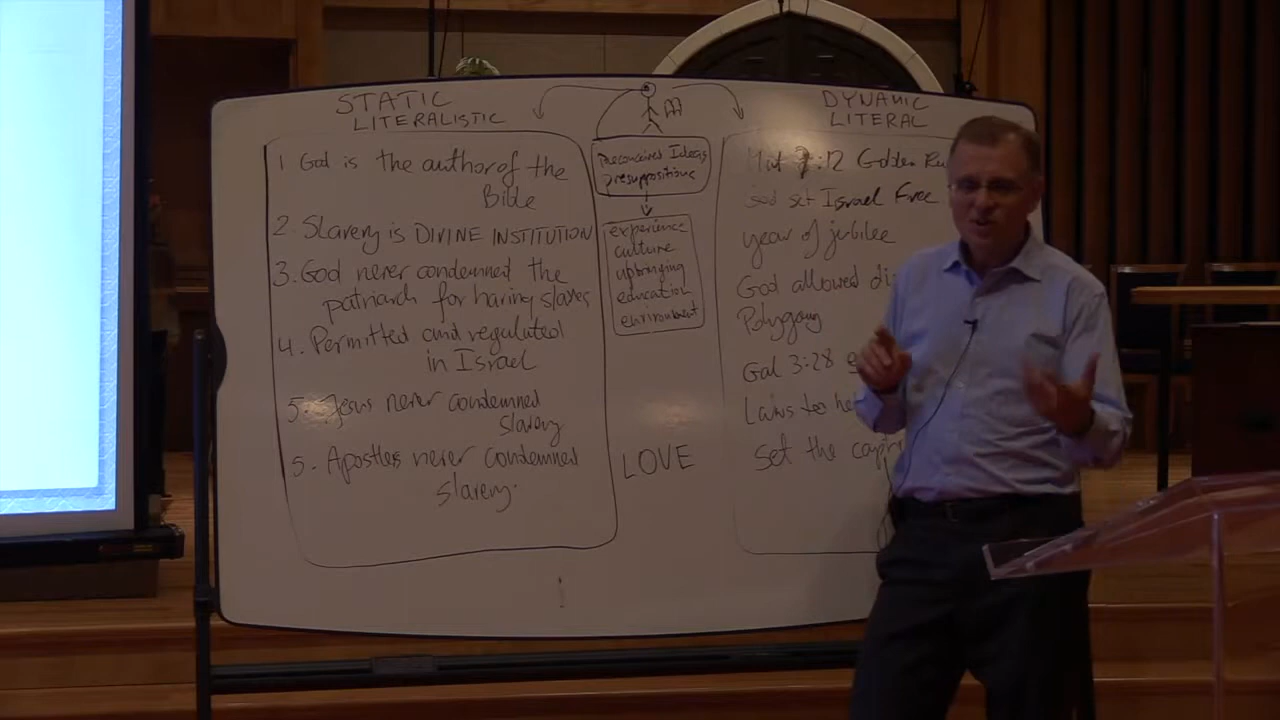 STATIC
LITERALISTIC
1 God is the author of the
Bible
2. Slavery is DIVINE INSTITUTION
3. God never condemned the
patriarch for having slaves
4. Permitted and regulated
in Israel
5. Jesus never condemned
slavery
5. Apostles never condemned
slavery.
preconceived Ideas
presuppositions
experience
culture
upbringing
education
environment
LOVE
DYNAMIC
LITERAL
:12 Golden
God set Israel Free
year of jubilee
God allowed
Polygamy
Gal 3:28
Laws to
set the